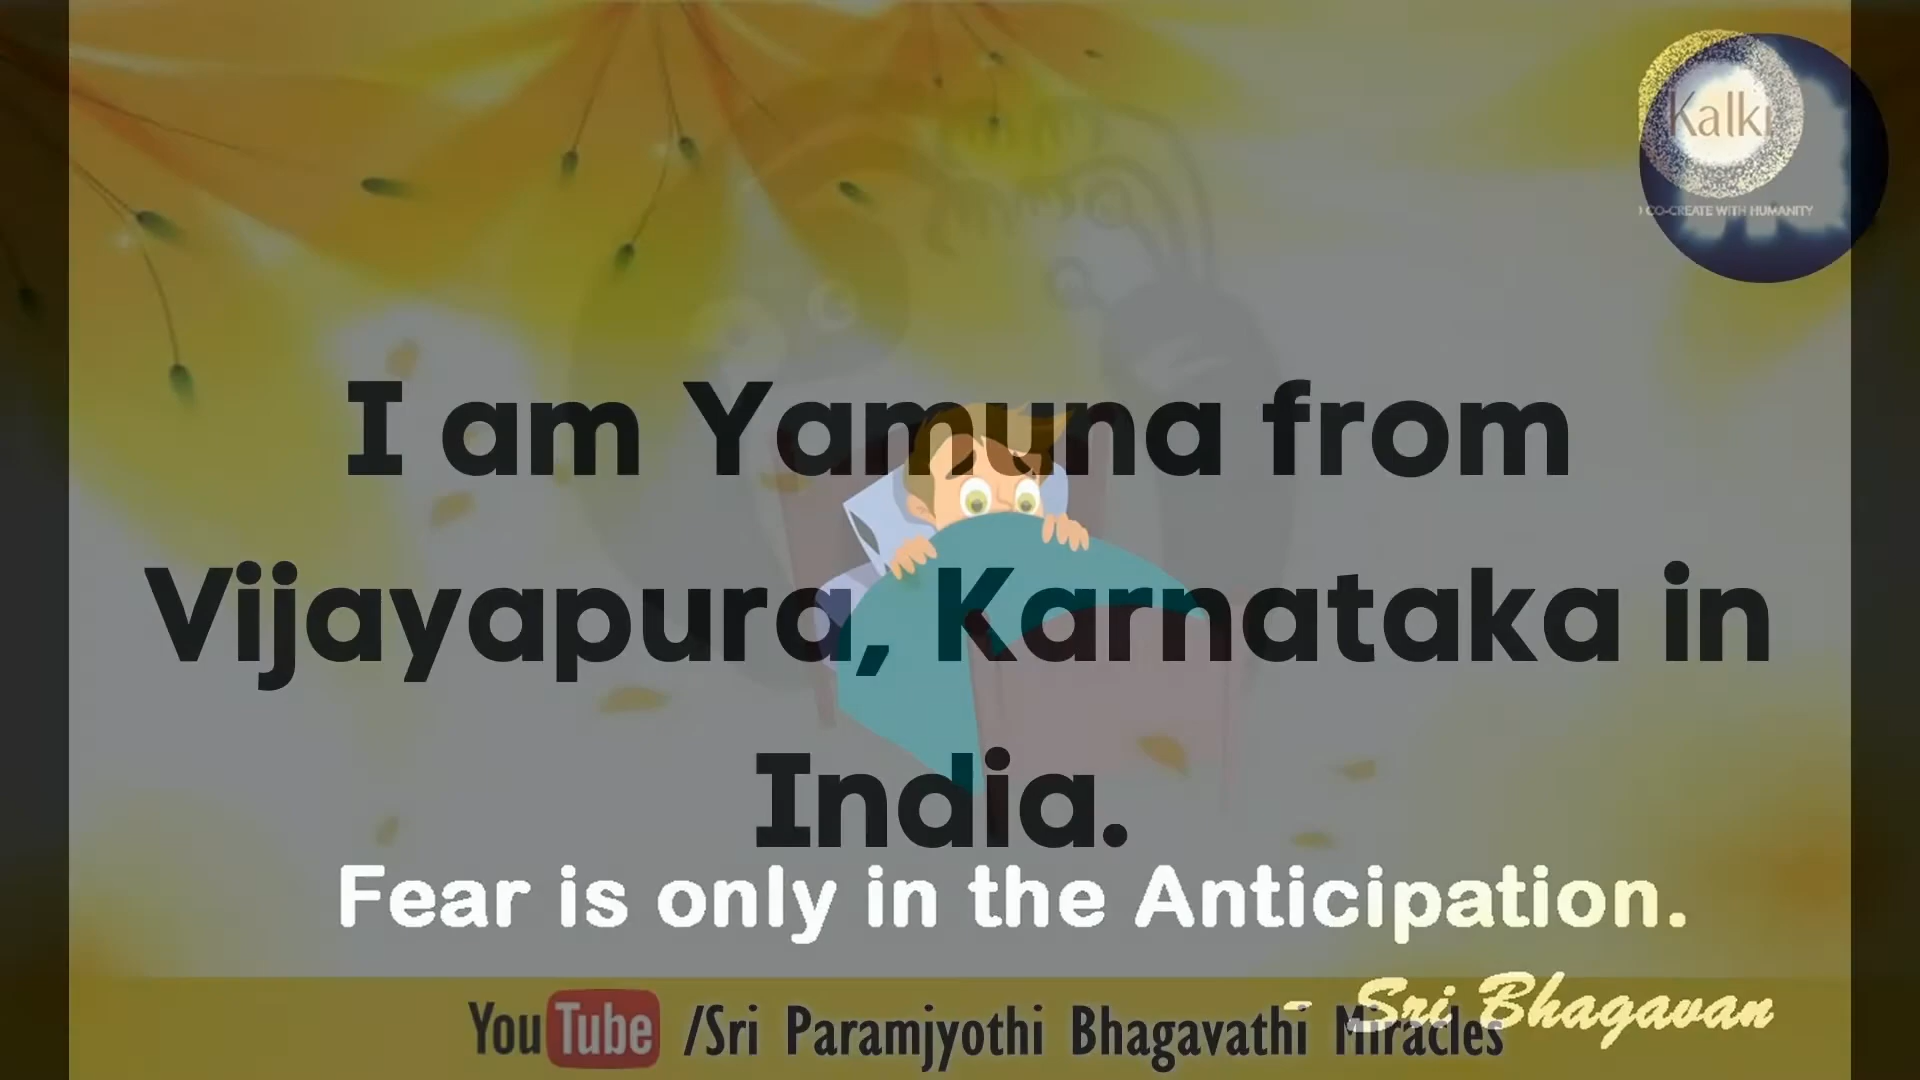 Kalki
CO-CREATE WITH HUMANITY
I am Yamuna from
Vijayapura, Karnataka in
India.
Fear is only in the Anticipation.
- Sri Bhagavan
YouTube /Sri Paramjyothi Bhagavathi Miracles